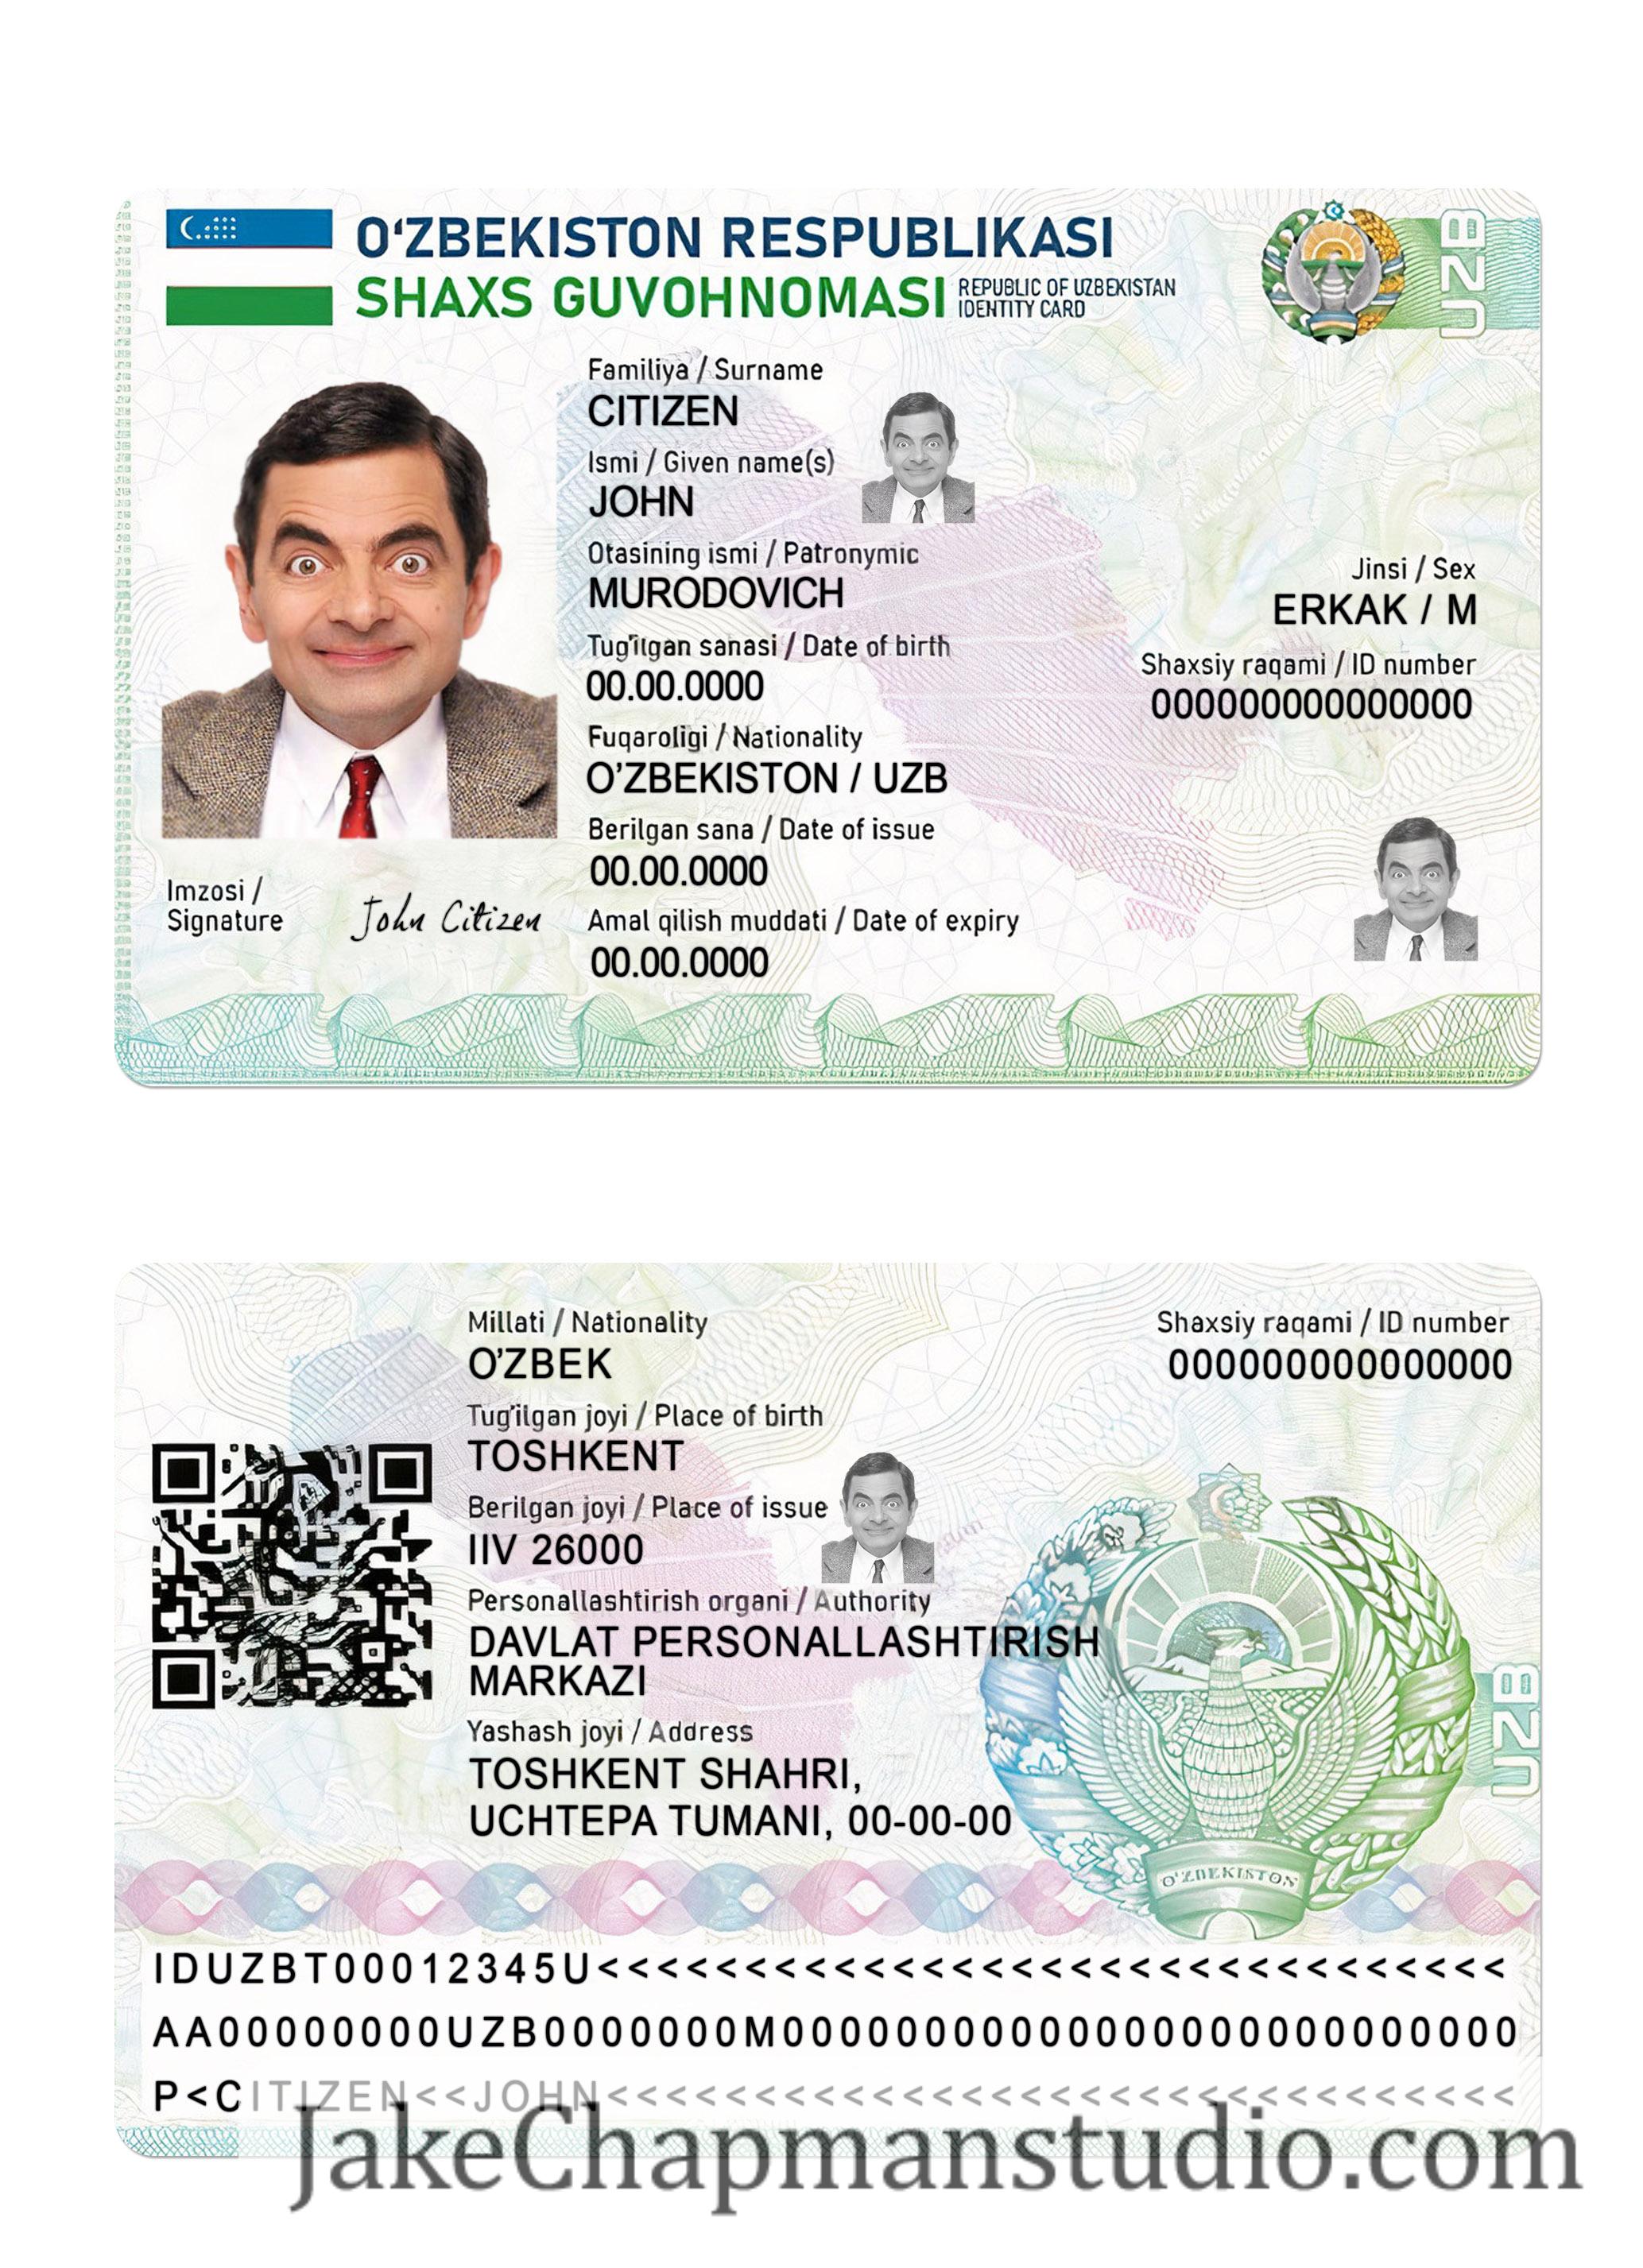 O‘ZBEKISTON RESPUBLIKASI
SHAXS GUVOHNOMASI
REPUBLIC OF UZBEKISTAN
IDENTITY CARD
UZB
Familiya / Surname
CITIZEN
Ismi / Given name(s)
JOHN
Otasining ismi / Patronymic
MURODOVICH
Tug'ilgan sanasi / Date of birth
00.00.0000
Fuqaroligi / Nationality
O’ZBEKISTON / UZB
Berilgan sana / Date of issue
00.00.0000
Amal qilish muddati / Date of expiry
00.00.0000
Jinsi / Sex
ERKAK / M
Shaxsiy raqami / ID number
000000000000000
Imzosi /
Signature
John Citizen
Millati / Nationality
O’ZBEK
Tug'ilgan joyi / Place of birth
TOSHKENT
Berilgan joyi / Place of issue
IIV 26000
Personallashtirish organi / Authority
DAVLAT PERSONALLASHTIRISH
MARKAZI
Yashash joyi / Address
TOSHKENT SHAHRI,
UCHTEPA TUMANI, 00-00-00
Shaxsiy raqami / ID number
000000000000000
UZB
O'ZBEKISTON
IDUZBT00012345U<<<<<<<<<<<<<<<<<<<<<<<<<<<<<<<
AA00000000UZB0000000M0000000000000000000000000
P<CITIZEN<<JOHN<<<<<<<<<<<<<<<<<<<<<<<<<<<<<<<
JakeChapmanstudio.com